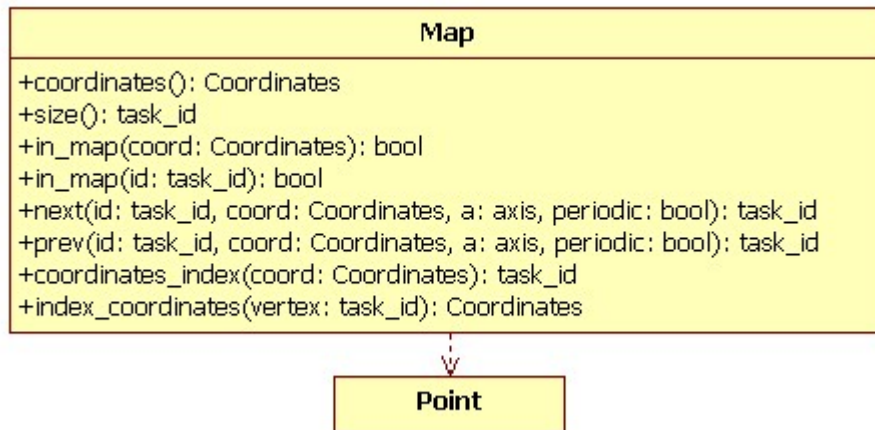 Map
+coordinates(): Coordinates
+size(): task_id
+in_map(coord: Coordinates): bool
+in_map(id: task_id): bool
+next(id: task_id, coord: Coordinates, a: axis, periodic: bool): task_id
+prev(id: task_id, coord: Coordinates, a: axis, periodic: bool): task_id
+coordinates_index(coord: Coordinates): task_id
+index_coordinates(vertex: task_id): Coordinates
Point